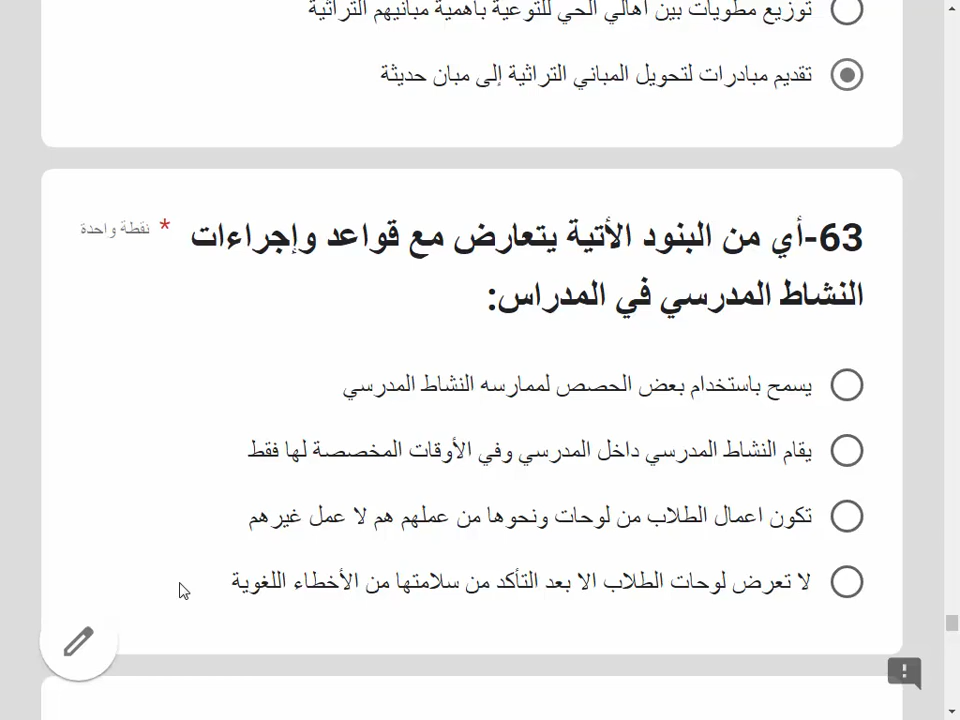 توزيع مطويات بين أهالي الحي للتوعية بأهمية مبانيهم التراثية
تقديم مبادرات لتحويل المباني التراثية إلى مبان حديثة
63-أي من البنود الأتية يتعارض مع قواعد وإجراءات * نقطة واحدة
النشاط المدرسي في المدراس:
يسمح باستخدام بعض الحصص لممارسه النشاط المدرسي
يقام النشاط المدرسي داخل المدرسي وفي الأوقات المخصصة لها فقط
تكون اعمال الطلاب من لوحات ونحوها من عملهم هم لا عمل غيرهم
لا تعرض لوحات الطلاب الا بعد التأكد من سلامتها من الأخطاء اللغوية